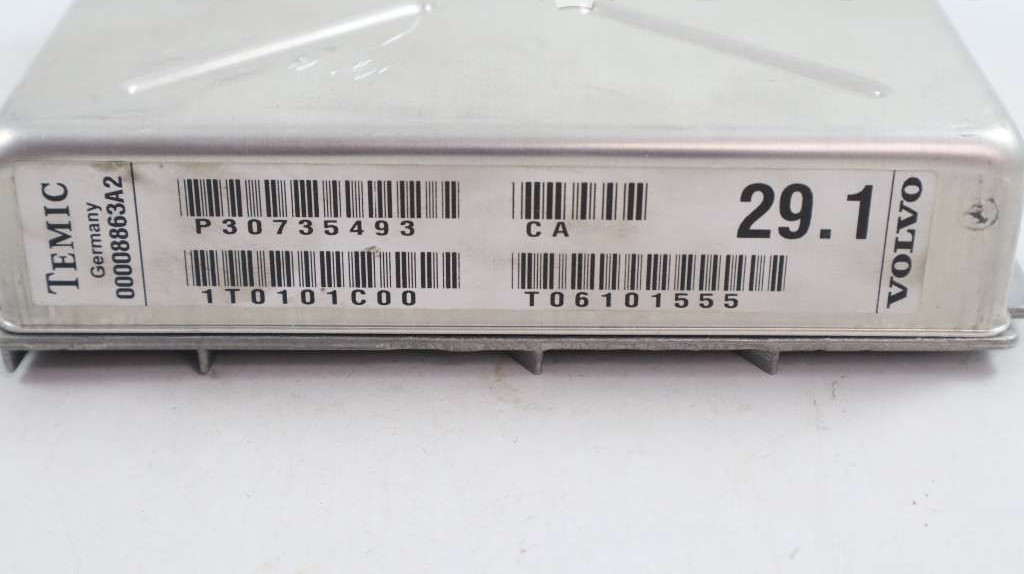 TEMIC
Germany
00008863A2
P30735493
CA
29.1
1T0101C00
T06101555
VOLVO